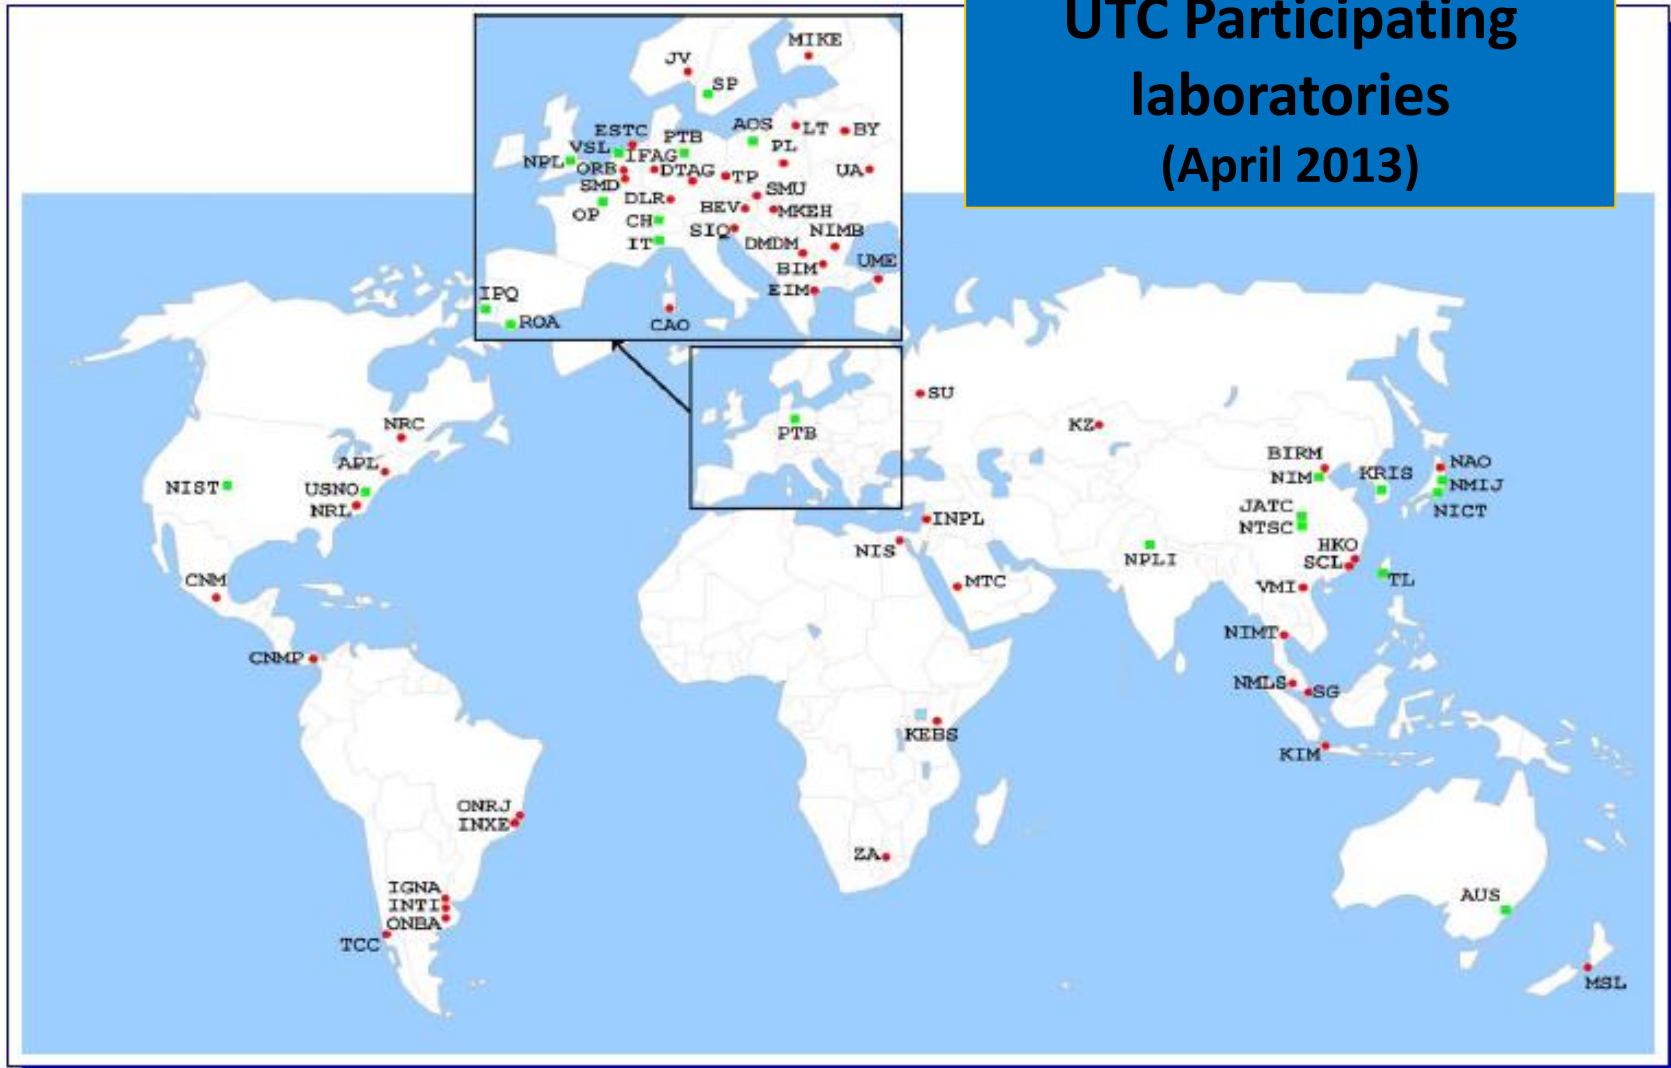 UTC Participating
laboratories
(April 2013)
MIKE
JV
SP
ESTC
PTB
AOS
LT
BY
VSL
IFAG
PL
NPL
ORB
DTAG
TP
UA
SMD
SMU
DLR
BEV
MKEH
OP
CH
SIQ
NIMB
IT
DMDM
BIM
UME
EIM
IPQ
ROA
CAO
SU
NRC
PTB
KZ
APL
BIRM
NAO
NIST
USNO
NIM
KRIS
NMIJ
NRL
JATC
NICT
INPL
NTSC
NIS
HKO
NPLI
SCL
CNM
MTC
VMI
TL
NIMT
CNMP
NMLS
SG
KEBS
KIM
ONRJ
INXE
ZA
IGNA
AUS
INTI
ONBA
TCC
MSL